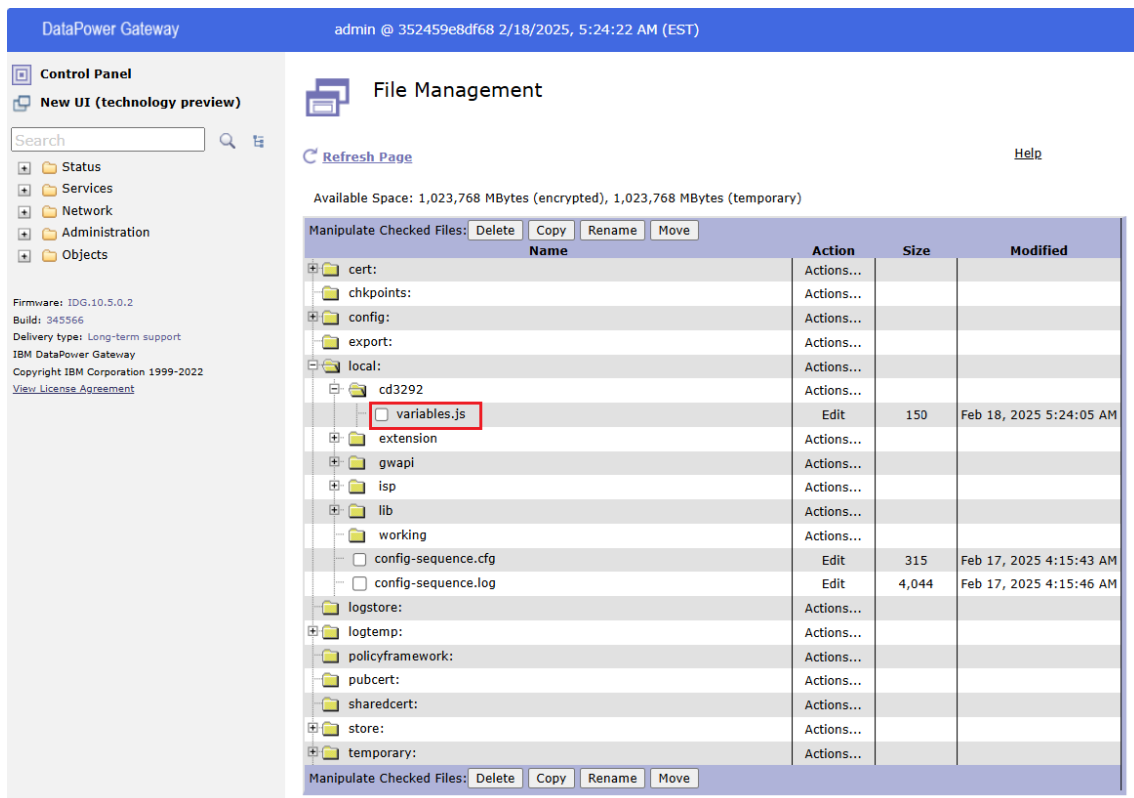 DataPower Gateway
admin @ 352459e8df68 2/18/2025, 5:24:22 AM (EST)
Control Panel
New UI (technology preview)
Search
Status
Services
Network
Administration
Objects
Firmware: IDG.10.5.0.2
Build: 345566
Delivery type: Long-term support
IBM DataPower Gateway
Copyright IBM Corporation 1999-2022
View License Agreement
File Management
Refresh Page
Help
Available Space: 1,023,768 MBytes (encrypted), 1,023,768 MBytes (temporary)
Manipulate Checked Files: Delete Copy Rename Move
Name Action Size Modified
cert: Actions...
chkpoints: Actions...
config: Actions...
export: Actions...
local: Actions...
cd3292 Actions...
variables.js Edit 150 Feb 18, 2025 5:24:05 AM
extension Actions...
gwapi Actions...
isp Actions...
lib Actions...
working Actions...
config-sequence.cfg Edit 315 Feb 17, 2025 4:15:43 AM
config-sequence.log Edit 4,044 Feb 17, 2025 4:15:46 AM
logstore: Actions...
logtemp: Actions...
policyframework: Actions...
pubcert: Actions...
sharedcert: Actions...
store: Actions...
temporary: Actions...
Manipulate Checked Files: Delete Copy Rename Move